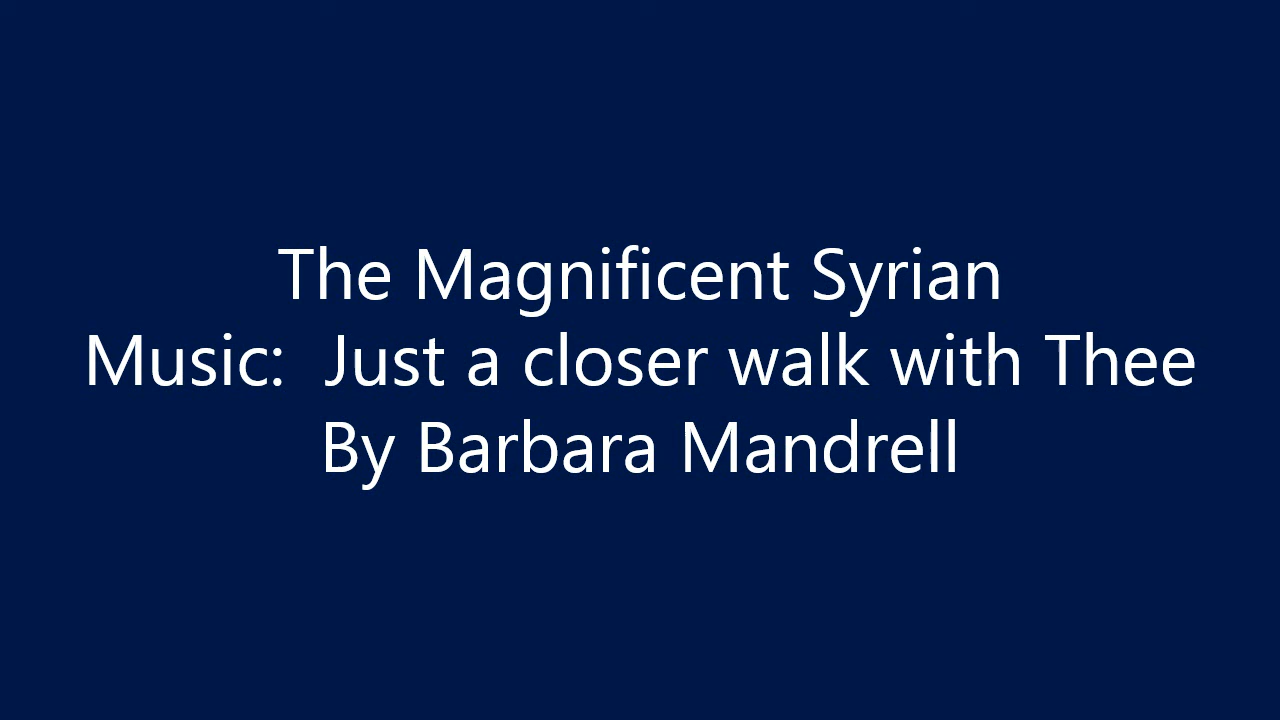 The Magnificent Syrian
Music:  Just a closer walk with Thee
By Barbara Mandrell